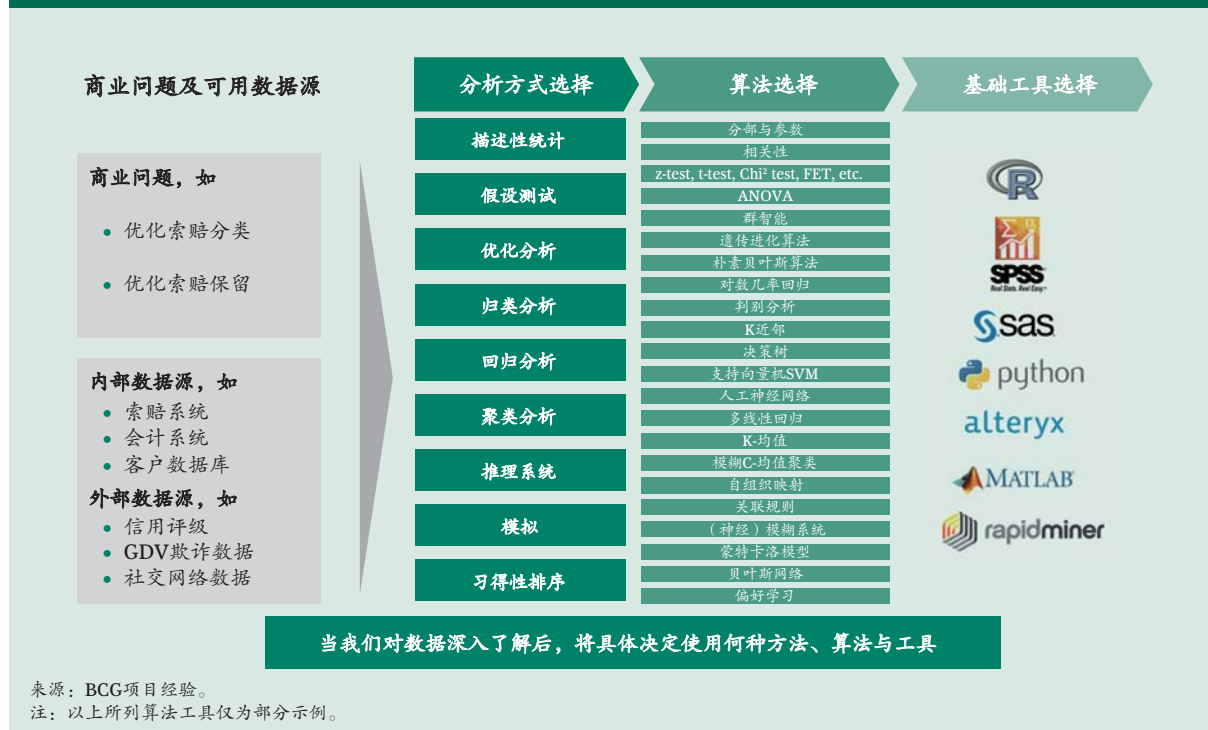 商业问题及可用数据源
商业问题，如
优化索赔分类
优化索赔保留
内部数据源，如
索赔系统
会计系统
客户数据库
外部数据源，如
信用评级
GDV欺诈数据
社交网络数据
分析方式选择
描述性统计
假设测试
优化分析
归类分析
回归分析
聚类分析
推理系统
模拟
习得性排序
算法选择
分部与参数
相关性
z-test, t-test, Chi² test, FET, etc.
ANOVA
群智能
遗传进化算法
朴素贝叶斯算法
对数几率回归
判别分析
K近邻
决策树
支持向量机SVM
人工神经网络
多线性回归
K-均值
模糊C-均值聚类
自组织映射
关联规则
（神经）模糊系统
蒙特卡洛模型
贝叶斯网络
偏好学习
基础工具选择
R
SPSS
Real Stats. Real Easy.™
sas
python
alteryx
MATLAB
rapidminer
当我们对数据深入了解后，将具体决定使用何种方法、算法与工具
来源：BCG项目经验。
注：以上所列算法工具仅为部分示例。